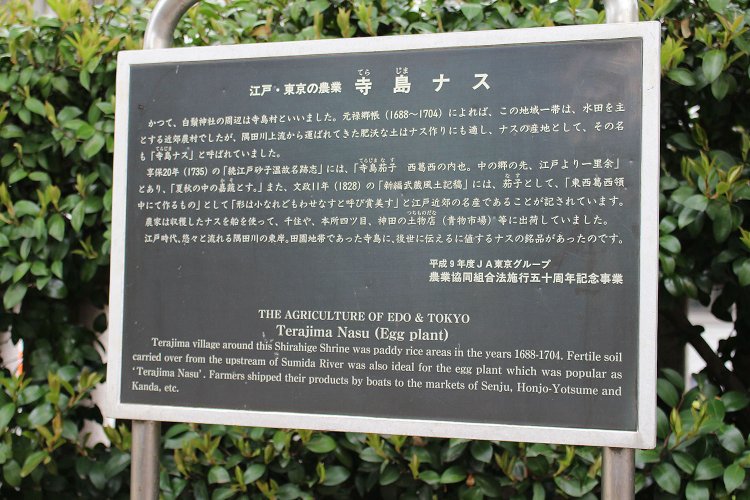 江戸・東京の農業 寺島ナス
てら じま
かつて、白鬚神社の周辺は寺島村といいました。元禄郷帳(1688〜1704)によれば、この地域一帯は、水田を主
とする近郊農村でしたが、隅田川上流から運ばれてきた肥沃な土はナス作りにも適し、ナスの産地として、その名
も「寺島ナス」と呼ばれていました。
てらじま
享保20年(1735)の「続江戸砂子温故名跡志」には、「寺島茄子 西葛西の内也。中の郷の先、江戸より一里余」
てらじまなす
とあり、「夏秋の中の嘉蔬とす。」また、文政11年(1828)の「新編武蔵風土記稿」には、茄子として、「東西葛西領
なす
中にて作るもの」として「形は小なれどもわせなすと呼び賞美す」と江戸近郊の名産であることが記されています。
農家は収穫したナスを船を使って、千住や、本所四ツ目、神田の土物店(青物市場)等に出荷していました。
つちものだな
江戸時代、悠々と流れる隅田川の東岸。田園地帯であった寺島に、後世に伝えるに値するナスの銘品があったのです。
平成9年度JA東京グループ
農業協同組合法施行五十周年記念事業
THE AGRICULTURE OF EDO & TOKYO
Terajima Nasu (Egg plant)
Terajima village around this Shirahige Shrine was paddy rice areas in the years 1688-1704. Fertile soil
carried over from the upstream of Sumida River was also ideal for the egg plant which was popular as
‘Terajima Nasu’. Farmers shipped their products by boats to the markets of Senju, Honjo-Yotsume and
Kanda, etc.